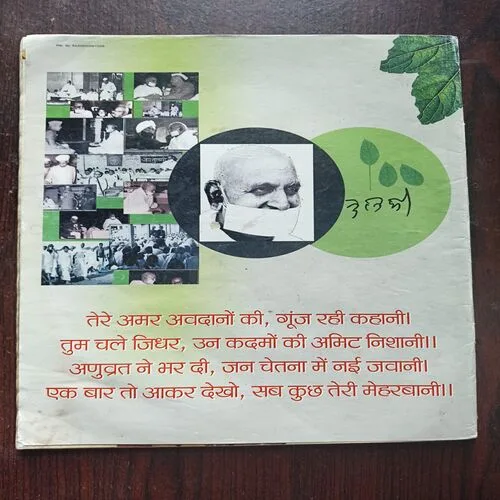 तुलसी
तेरे अमर अवदानों की, गूंज रही कहानी।
तुम चले जिधर, उन कदमों की अमिट निशानी।।
अणुव्रत ने भर दी, जन चेतना में नई जवानी।
एक बार तो आकर देखो, सब कुछ तेरी मेहरबानी।।